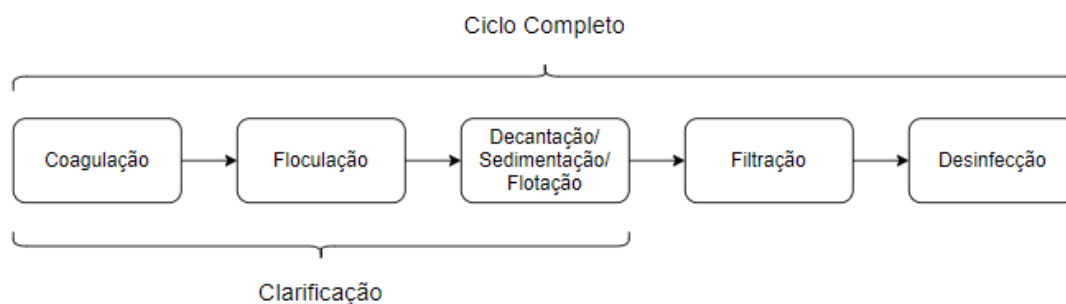 Ciclo Completo
Coagulação
Floculação
Decantação/
Sedimentação/
Flotação
Filtração
Desinfecção
Clarificação